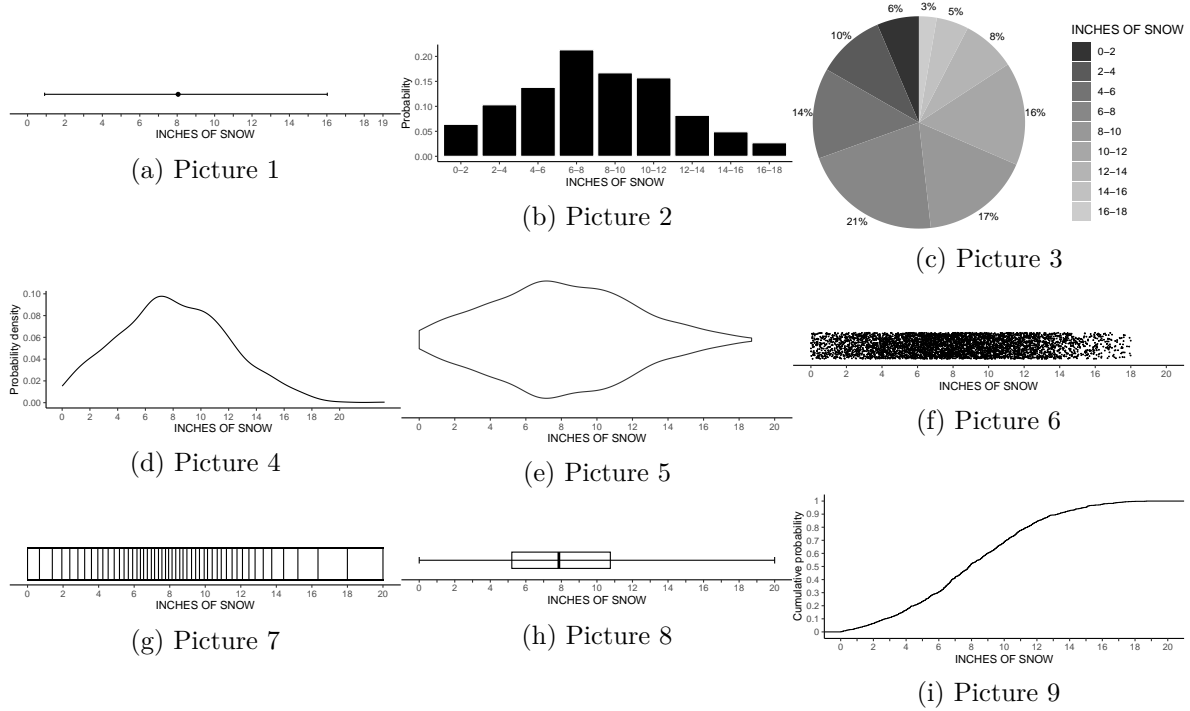 0 2 4 6 8 10 12 14 16 18 19
INCHES OF SNOW
(a) Picture 1
Probability
0.20
0.15
0.10
0.05
0.00
0–2 2–4 4–6 6–8 8–10 10–12 12–14 14–16 16–18
INCHES OF SNOW
(b) Picture 2
6% 3% 5%
10% 8%
14% 16%
21% 17%
INCHES OF SNOW
0–2
2–4
4–6
6–8
8–10
10–12
12–14
14–16
16–18
(c) Picture 3
Probability density
0.10
0.08
0.06
0.04
0.02
0.00
0 2 4 6 8 10 12 14 16 18 20
INCHES OF SNOW
(d) Picture 4
0 2 4 6 8 10 12 14 16 18 20
INCHES OF SNOW
(e) Picture 5
0 2 4 6 8 10 12 14 16 18 20
INCHES OF SNOW
(f) Picture 6
0 2 4 6 8 10 12 14 16 18 20
INCHES OF SNOW
(g) Picture 7
0 2 4 6 8 10 12 14 16 18 20
INCHES OF SNOW
(h) Picture 8
Cumulative probability
1
0.9
0.8
0.7
0.6
0.5
0.4
0.3
0.2
0.1
0
0 2 4 6 8 10 12 14 16 18 20
INCHES OF SNOW
(i) Picture 9